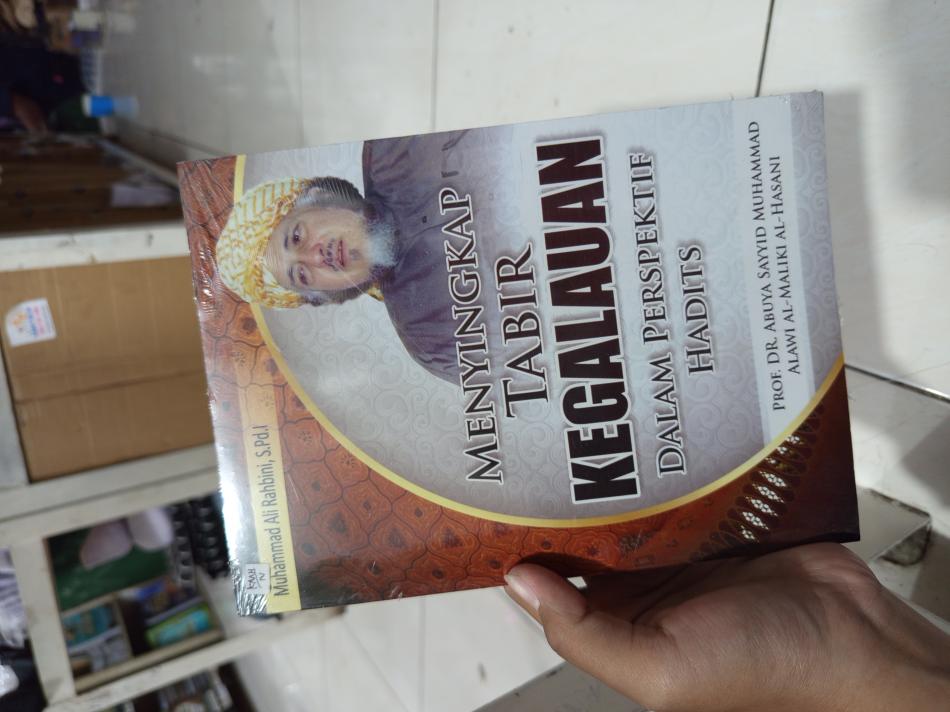 Muhammad Ali Rahbini, S.Pd.I
MENYINGKAP
TABIR
KEGALAUAN
DALAM PERSPEKTIF
HADITS
PROF. DR. ABUYA SAYYID MUHAMMAD
ALAWI AL-MALIKI AL-HASANI